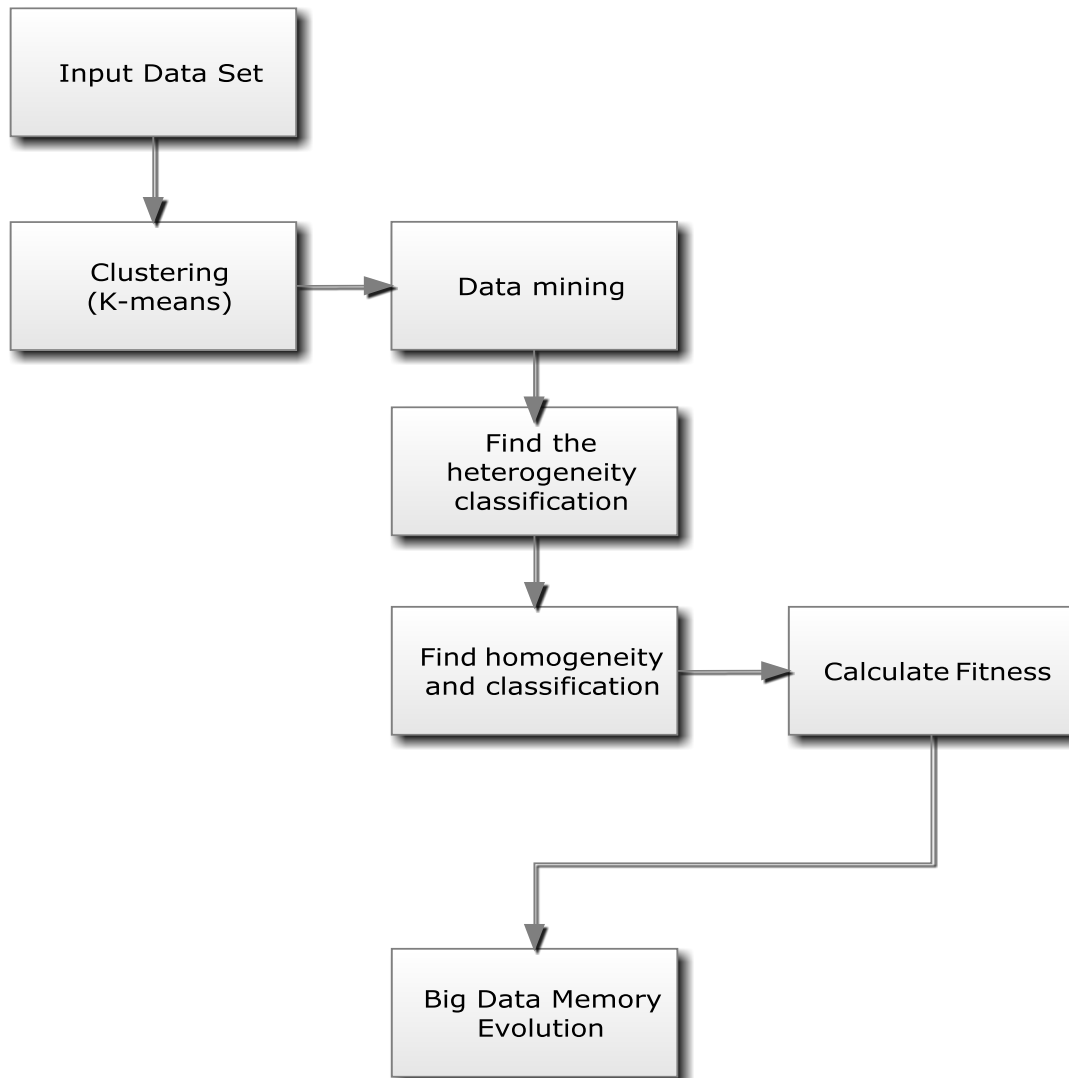 Input Data Set
Clustering
(K-means)
Data mining
Find the
heterogeneity
classification
Find homogeneity
and classification
Calculate Fitness
Big Data Memory
Evolution